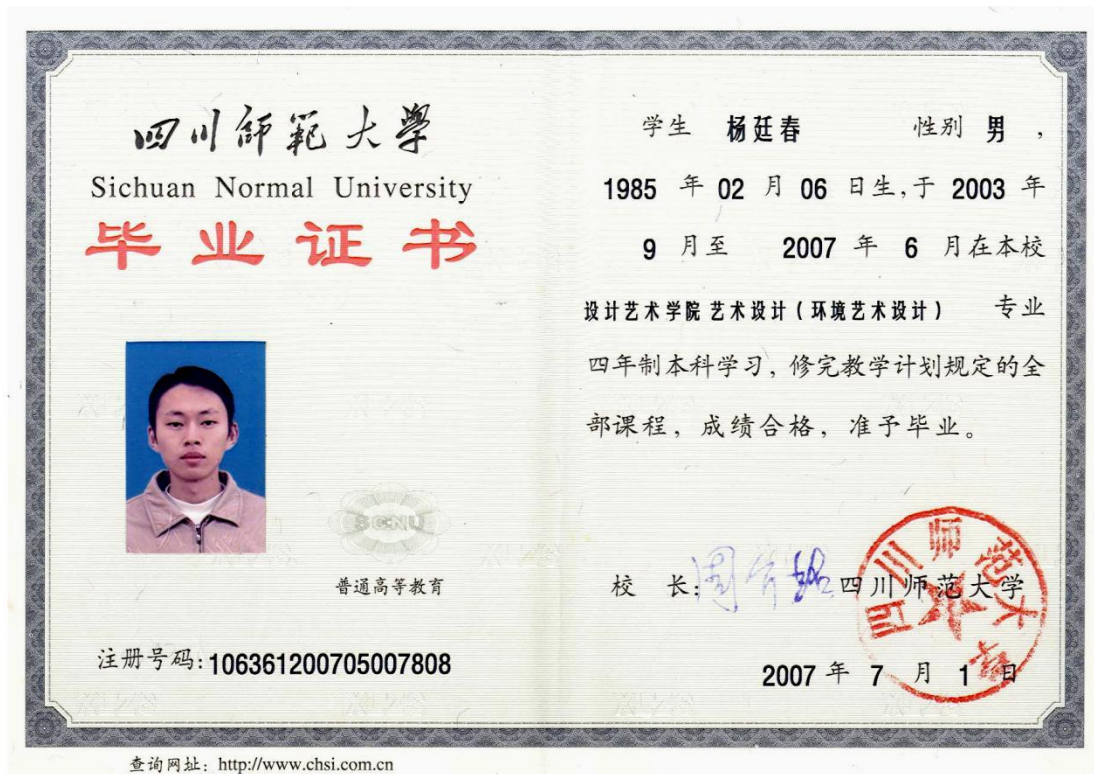 四川師範大學
Sichuan Normal University
毕业证书
SCNU
普通高等教育
注册号码:106361200705007808
学生 杨廷春 性别 男，
1985 年 02 月 06 日生,于 2003 年
9 月至 2007 年 6 月在本校
设计艺术学院 艺术设计（环境艺术设计） 专业
四年制本科学习，修完教学计划规定的全
部课程，成绩合格，准予毕业。
校 长: 四川师范大学
四川师范大学
2007 年 7 月 1 日
查询网址：http://www.chsi.com.cn